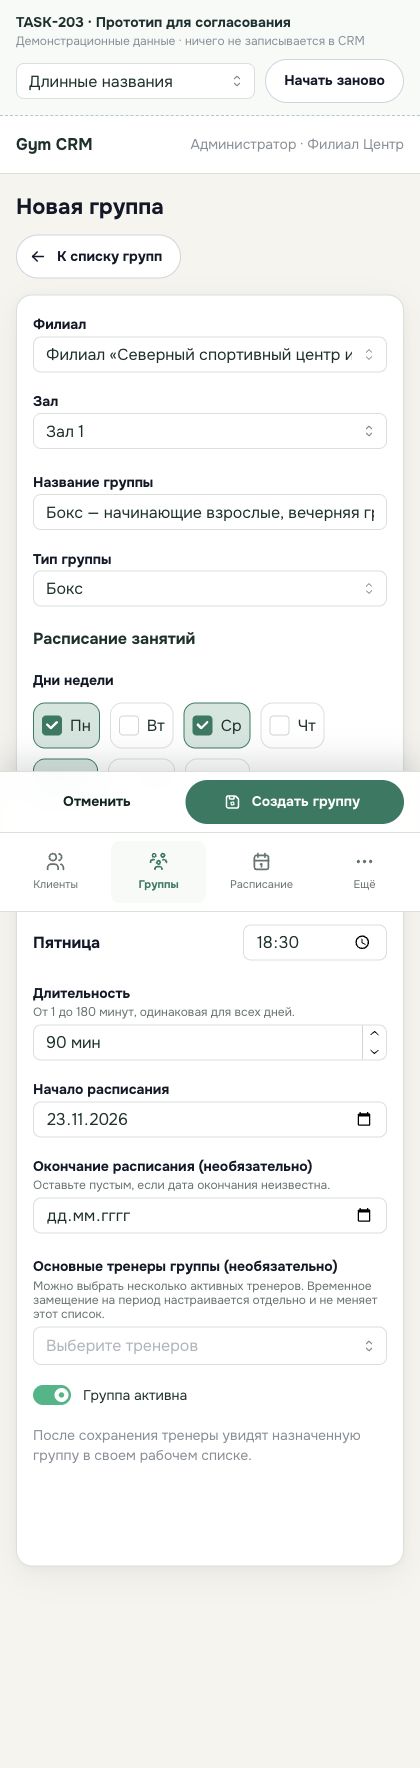 TASK-203 · Прототип для согласования
Демонстрационные данные · ничего не записывается в CRM
Длинные названия
Начать заново
Gym CRM
Администратор · Филиал Центр
Новая группа
К списку групп
Филиал
Филиал «Северный спортивный центр и
Зал
Зал 1
Название группы
Бокс — начинающие взрослые, вечерняя
Тип группы
Бокс
Расписание занятий
Дни недели
Пн
Вт
Ср
Чт
Отменить
Создать группу
Клиенты
Группы
Расписание
Ещё
Пятница
18:30
Длительность
От 1 до 180 минут, одинаковая для всех дней.
90 мин
Начало расписания
23.11.2026
Окончание расписания (необязательно)
Оставьте пустым, если дата окончания неизвестна.
дд.мм.гггг
Основные тренеры группы (необязательно)
Можно выбрать несколько активных тренеров. Временное
замещение на период настраивается отдельно и не меняет
этот список.
Выберите тренеров
Группа активна
После сохранения тренеры увидят назначенную
группу в своем рабочем списке.